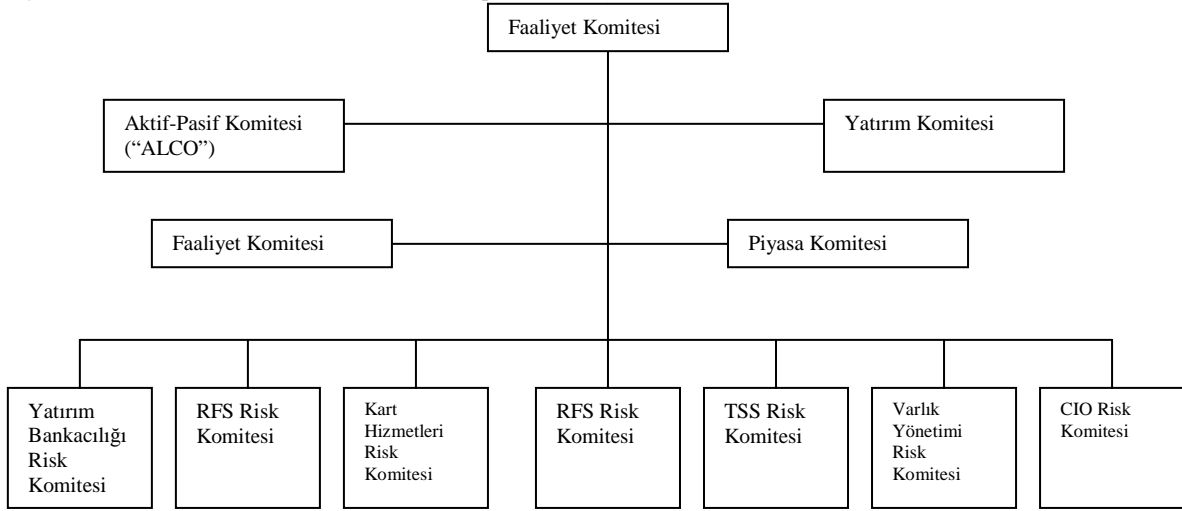 Faaliyet Komitesi
Aktif-Pasif Komitesi
(“ALCO”)
Yatırım Komitesi
Faaliyet Komitesi
Piyasa Komitesi
Yatırım
Bankacılığı
Risk
Komitesi
RFS Risk
Komitesi
Kart
Hizmetleri
Risk
Komitesi
RFS Risk
Komitesi
TSS Risk
Komitesi
Varlık
Yönetimi
Risk
Komitesi
CIO Risk
Komitesi